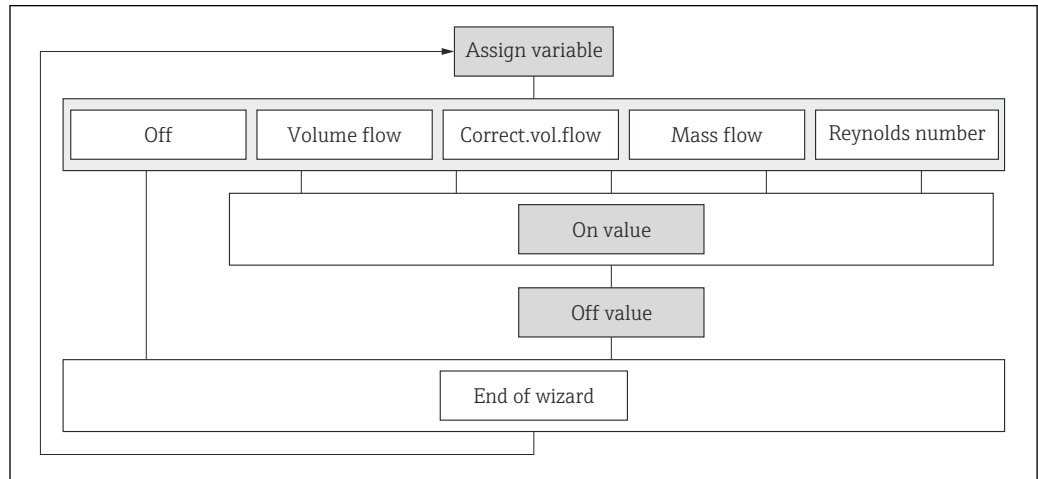 Assign variable
Off
Volume flow
Correct.vol.flow
Mass flow
Reynolds number
On value
Off value
End of wizard